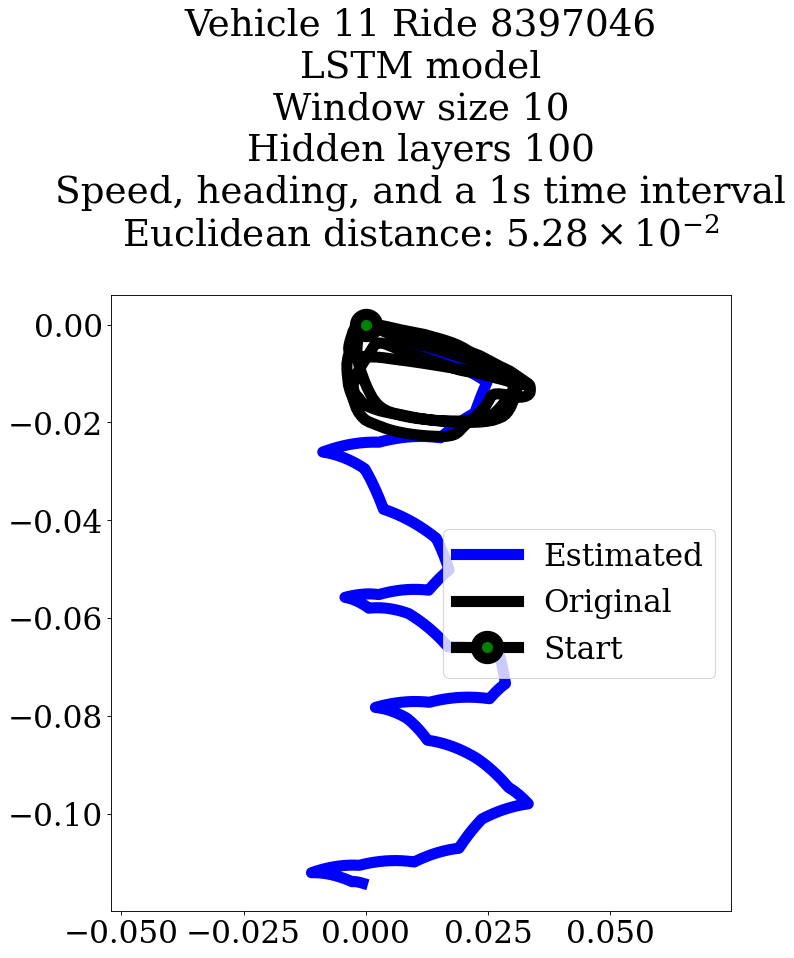 Vehicle 11 Ride 8397046
LSTM model
Window size 10
Hidden layers 100
Speed, heading, and a 1s time interval
Euclidean distance: 5.28 × 10⁻²
0.00
−0.02
−0.04
−0.06
−0.08
−0.10
Estimated
Original
Start
−0.050 −0.025 0.000 0.025 0.050